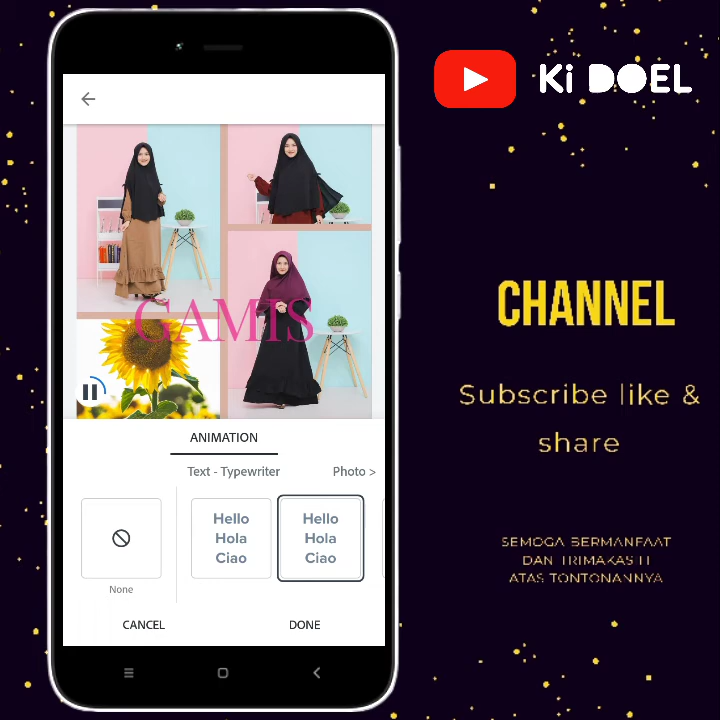 Ki DOEL
GAMIS
ANIMATION
Text - Typewriter
Photo >
Hello
Hola
Ciao
Hello
Hola
Ciao
None
CANCEL
DONE
CHANNEL
Subscribe like &
share
SEMOGA BERMANFAAT
DAN TRIMAKASIT
ATAS TONTONANNYA